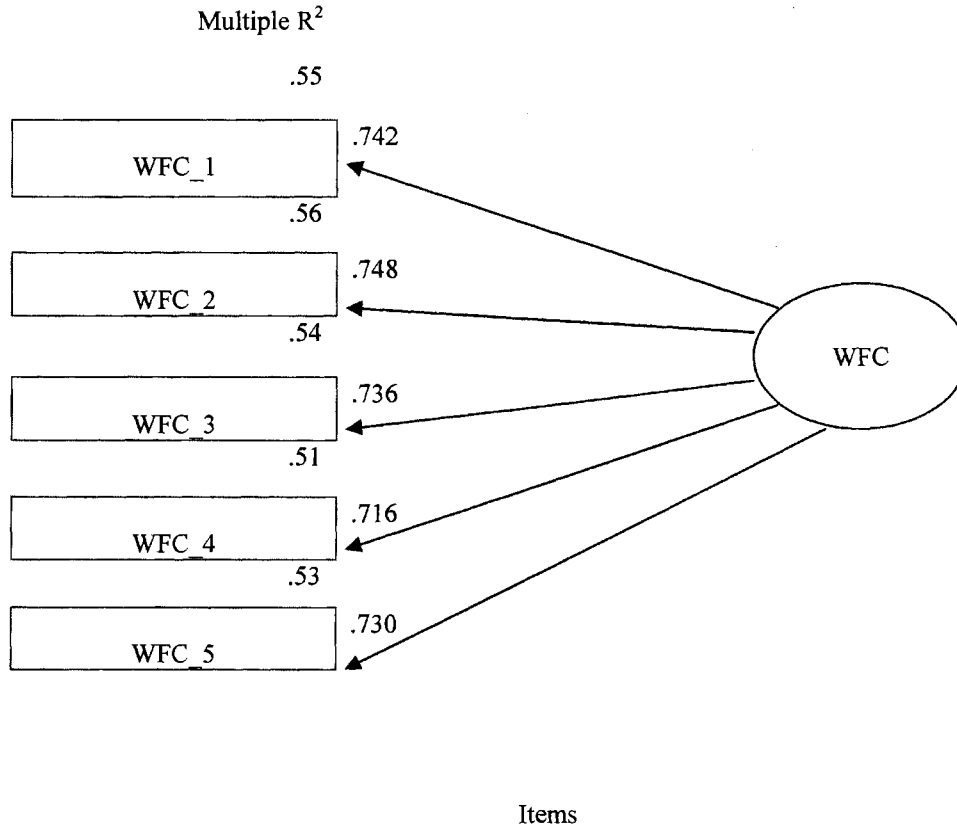 Multiple R²
.55
.742
WFC_1
.56
.748
WFC_2
.54
.736
WFC_3
.51
.716
WFC_4
.53
.730
WFC_5
WFC
Items